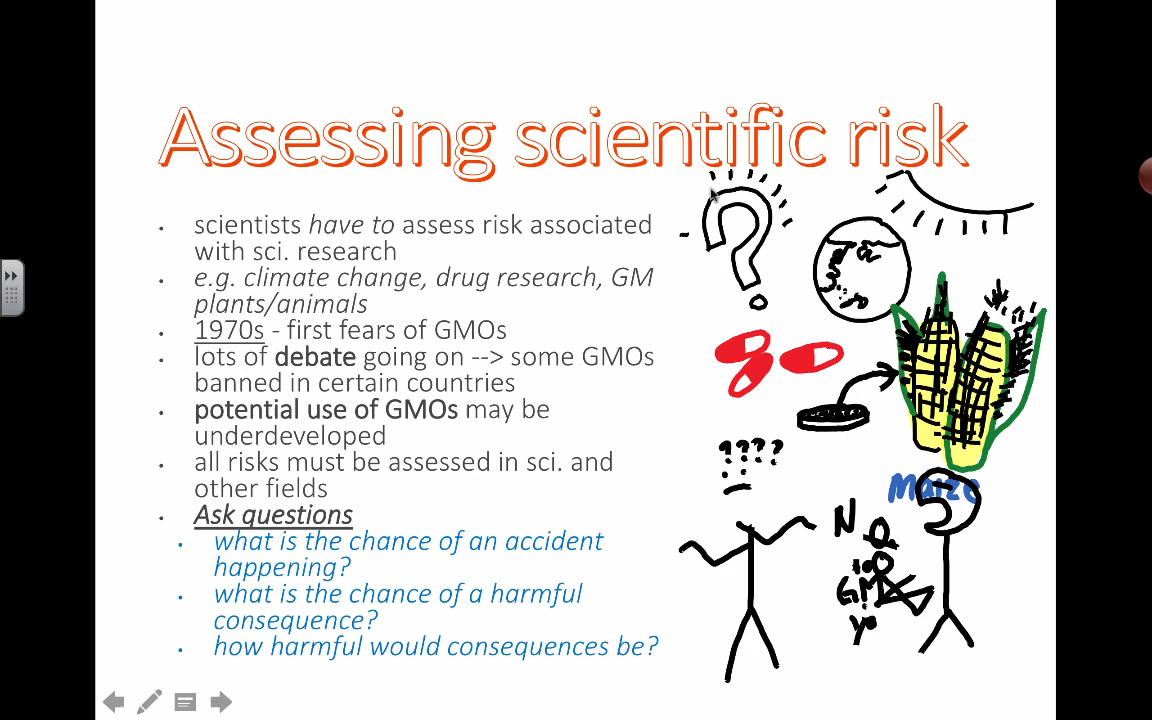 Assessing scientific risk
scientists have to assess risk associated
with sci. research
e.g. climate change, drug research, GM
plants/animals
1970s - first fears of GMOs
lots of debate going on --> some GMOs
banned in certain countries
potential use of GMOs may be
underdeveloped
all risks must be assessed in sci. and
other fields
Ask questions
what is the chance of an accident
happening?
what is the chance of a harmful
consequence?
how harmful would consequences be?
?
????
Maize
NO
to
GM